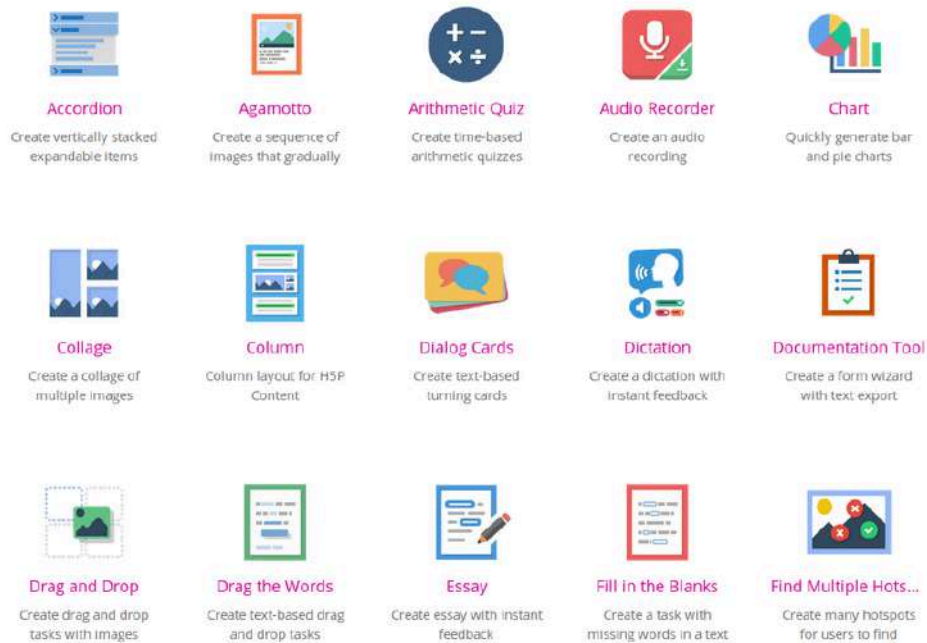 Accordion
Agamotto
Arithmetic Quiz
Audio Recorder
Chart
Create vertically stacked
expandable items
Create a sequence of
images that gradually
Create time-based
arithmetic quizzes
Create an audio
recording
Quickly generate bar
and pie charts
Collage
Column
Dialog Cards
Dictation
Documentation Tool
Create a collage of
multiple images
Column layout for H5P
Content
Create text-based
turning cards
Create a dictation with
instant feedback
Create a form wizard
with text export
Drag and Drop
Drag the Words
Essay
Fill in the Blanks
Find Multiple Hots...
Create drag and drop
tasks with images
Create text-based drag
and drop tasks
Create essay with instant
feedback
Create a task with
missing words in a text
Create many hotspots
for users to find